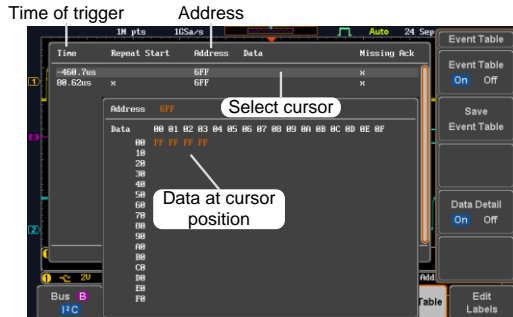 Time of trigger Address
1M pts 1GSa/s Auto 24 Sep
Event Table
Time Repeat Start Address Data Missing Ack
-460.7us 6FF x
80.62us x 6FF x
Event Table
On Off
Select cursor
Address 6FF
Data 00 01 02 03 04 05 06 07 08 09 0A 0B 0C 0D 0E 0F
00 FF FF FF FF
10
20
30
40
50
60
70
80
90
A0
B0
C0
D0
E0
F0
Data at cursor
position
Save
Event Table
Data Detail
On Off
1
B
2
1 2V
Add
Bus B
I²C
Table
Edit
Labels